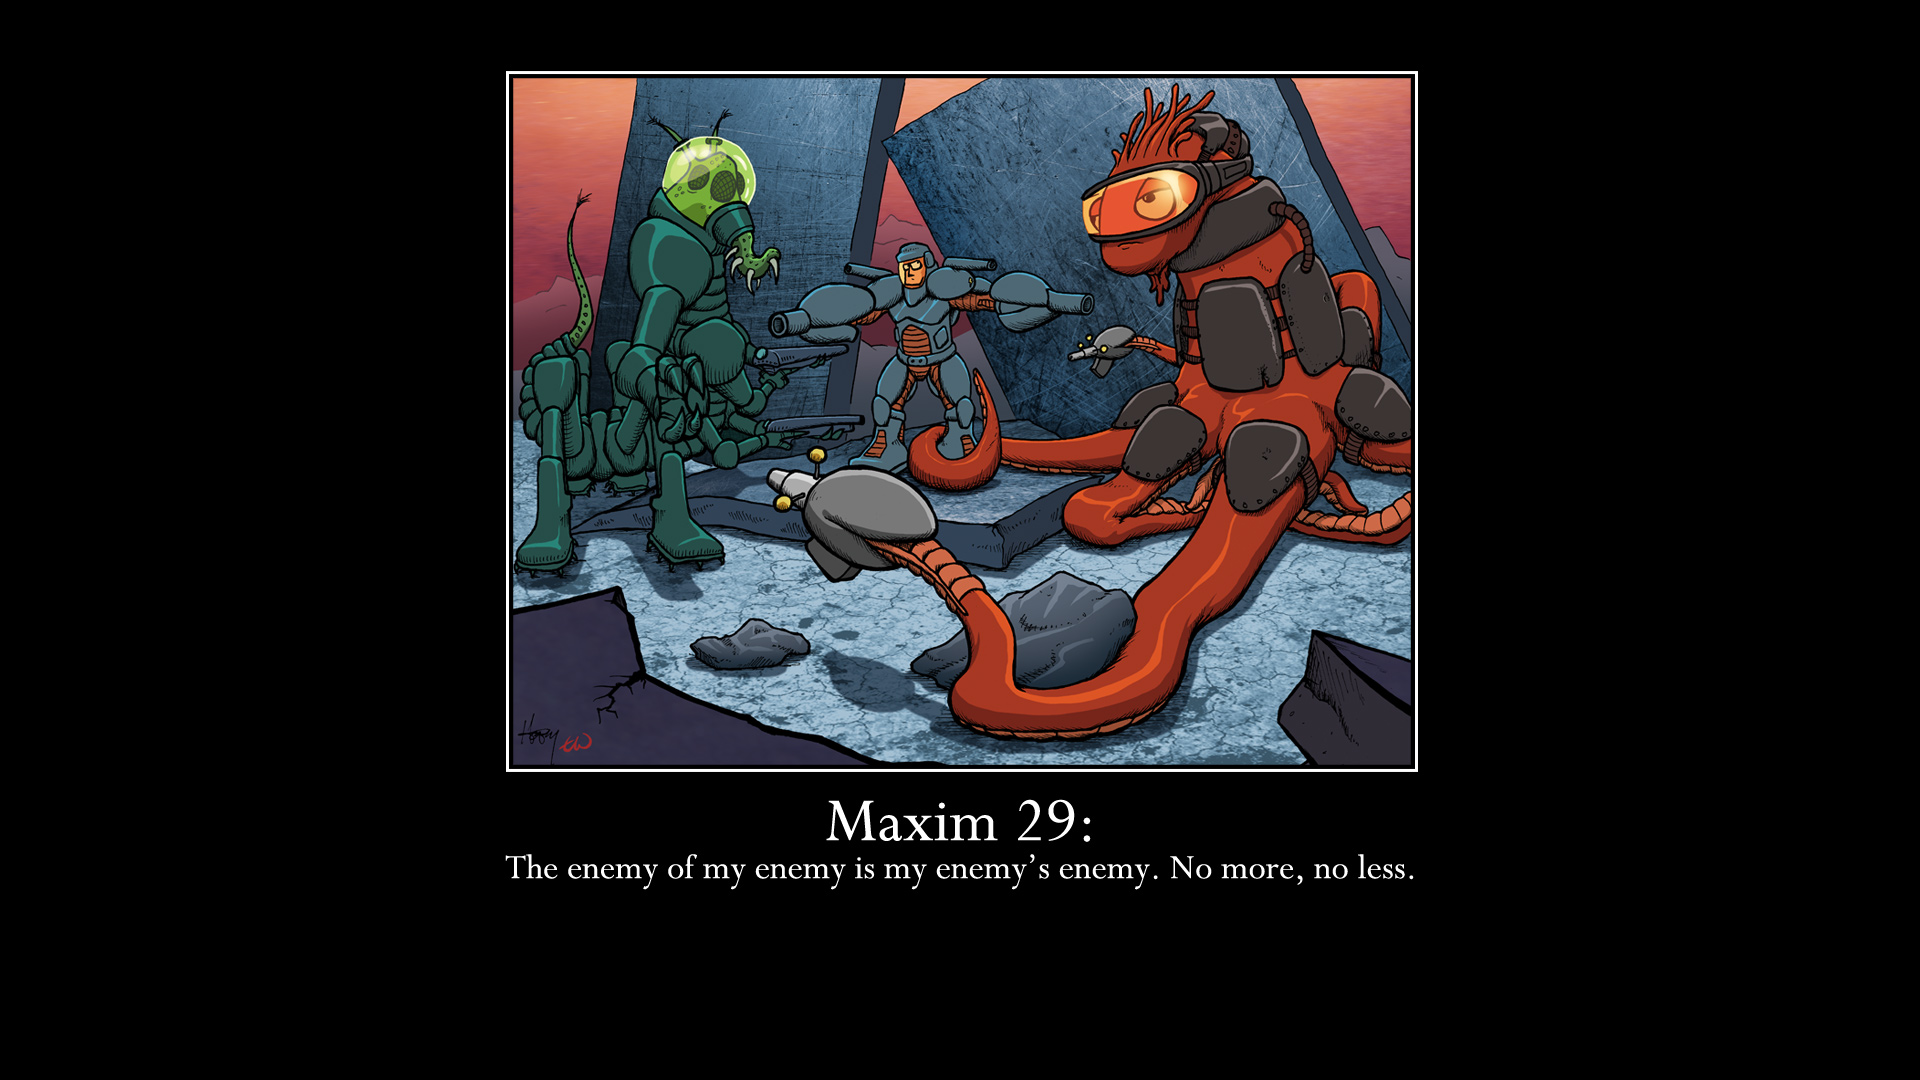 Maxim 29:
The enemy of my enemy is my enemy’s enemy. No more, no less.